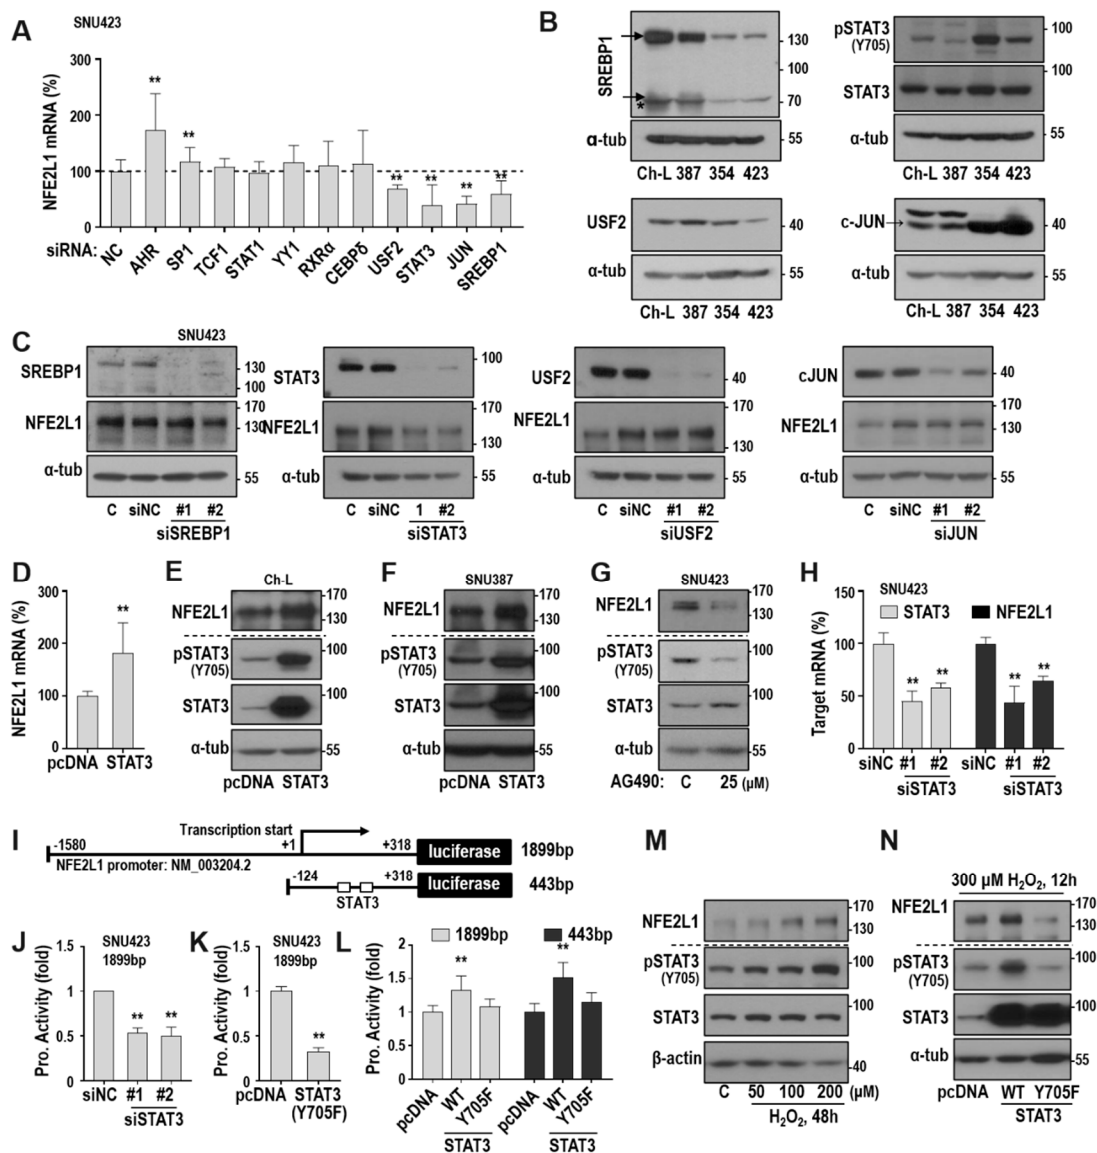 A
SNU423
NFE2L1 mRNA (%)
300
200
100
0
siRNA:
NC
AHR
SP1
TCF1
STAT1
YY1
RXRα
CEBPδ
USF2
STAT3
JUN
SREBP1
**
**
**
**
**
**
B
SREBP1
*
130
100
70
α-tub
55
Ch-L 387 354 423
pSTAT3
(Y705)
100
STAT3
100
α-tub
55
Ch-L 387 354 423
USF2
40
α-tub
55
Ch-L 387 354 423
c-JUN
40
α-tub
55
Ch-L 387 354 423
C
SNU423
SREBP1
130
100
NFE2L1
170
130
α-tub
55
C siNC #1 #2
siSREBP1
STAT3
100
NFE2L1
170
130
α-tub
55
C siNC 1 #2
siSTAT3
USF2
40
NFE2L1
170
130
α-tub
55
C siNC #1 #2
siUSF2
cJUN
40
NFE2L1
170
130
α-tub
55
C siNC #1 #2
siJUN
D
NFE2L1 mRNA (%)
300
200
100
0
**
pcDNA STAT3
E
Ch-L
NFE2L1
170
130
pSTAT3
(Y705)
100
STAT3
100
α-tub
55
pcDNA STAT3
F
SNU387
NFE2L1
170
130
pSTAT3
(Y705)
100
STAT3
100
α-tub
55
pcDNA STAT3
G
SNU423
NFE2L1
170
130
pSTAT3
(Y705)
100
STAT3
100
α-tub
55
AG490: C 25 (μM)
H
SNU423
STAT3 NFE2L1
Target mRNA (%)
150
100
50
0
**
**
**
**
siNC #1 #2 siNC #1 #2
siSTAT3 siSTAT3
I
Transcription start
-1580 +1 +318 luciferase 1899bp
NFE2L1 promoter: NM_003204.2
-124 +318 luciferase 443bp
STAT3
J
SNU423
1899bp
Pro. Activity (fold)
1.5
1
0.5
0
** **
siNC #1 #2
siSTAT3
K
SNU423
1899bp
Pro. Activity (fold)
1.5
1
0.5
0
**
pcDNA STAT3
(Y705F)
L
1899bp 443bp
Pro. Activity (fold)
2
1.5
1
0.5
0
**
**
pcDNA WT Y705F pcDNA WT Y705F
STAT3 STAT3
M
NFE2L1
170
130
pSTAT3
(Y705)
100
STAT3
100
β-actin
40
C 50 100 200 (μM)
H₂O₂, 48h
N
300 μM H₂O₂, 12h
NFE2L1
170
130
pSTAT3
(Y705)
100
STAT3
100
α-tub
55
pcDNA WT Y705F
STAT3